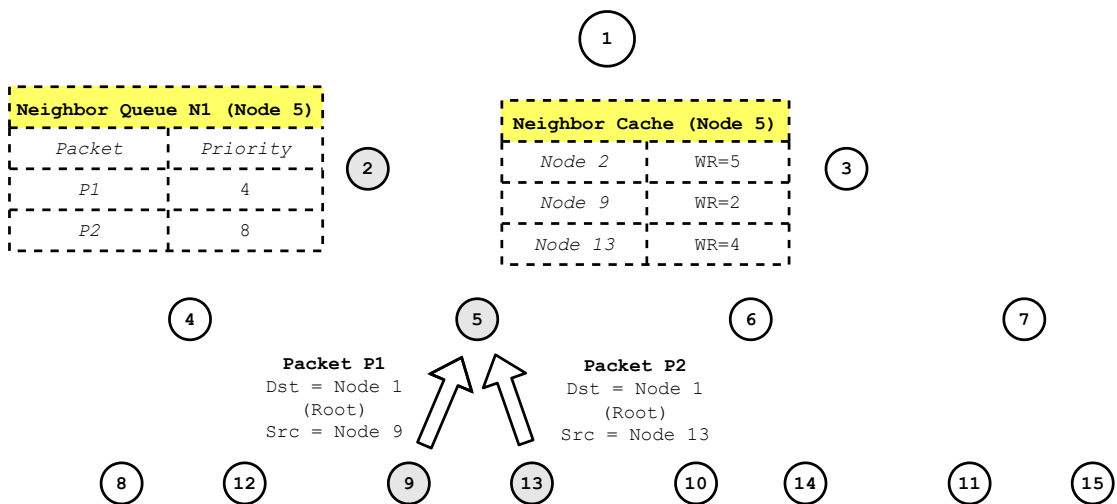 1
Neighbor Queue N1 (Node 5)
Packet Priority
P1 4
P2 8
2
Neighbor Cache (Node 5)
Node 2 WR=5
Node 9 WR=2
Node 13 WR=4
3
4
5
6
7
Packet P1
Dst = Node 1
(Root)
Src = Node 9
Packet P2
Dst = Node 1
(Root)
Src = Node 13
8
12
9
13
10
14
11
15